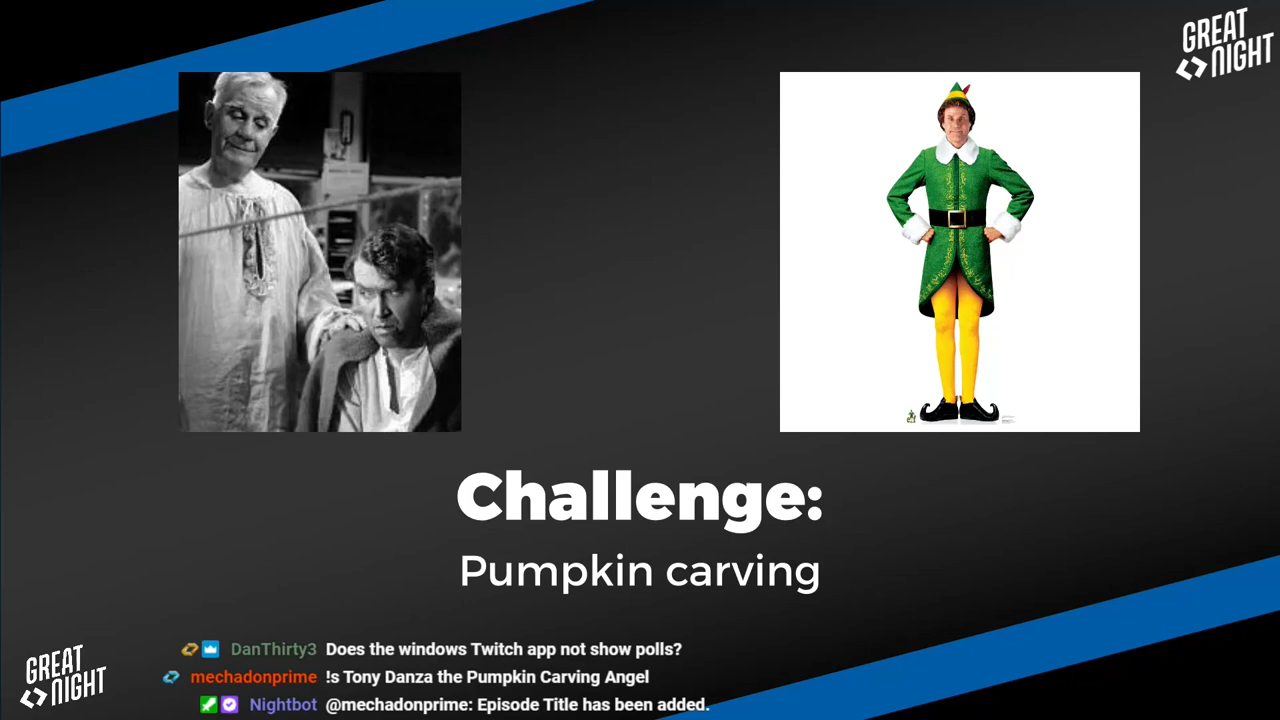 GREAT
NIGHT
Challenge:
Pumpkin carving
DanThirty3 Does the windows Twitch app not show polls?
mechadonprime !s Tony Danza the Pumpkin Carving Angel
Nightbot @mechadonprime: Episode Title has been added.
GREAT
NIGHT